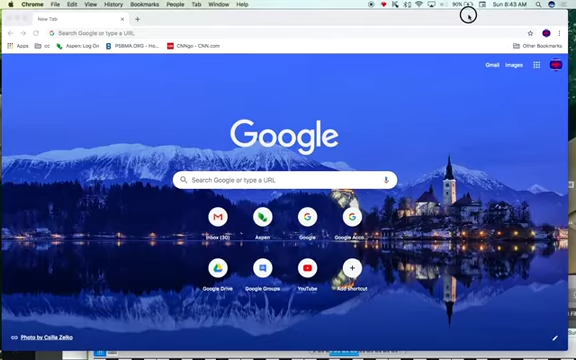 Chrome File Edit View History Bookmarks People Tab Window Help
90% Sun 8:43 AM
New Tab
Search Google or type a URL
Apps cc Aspen: Log On PSBMA.ORG - Ho... CNNgo - CNN.com Other Bookmarks
Gmail Images
Google
Search Google or type a URL
Inbox (30) Aspen Google Google Acco
Google Drive Google Groups YouTube Add shortcut
Photo by Csilla Zelko